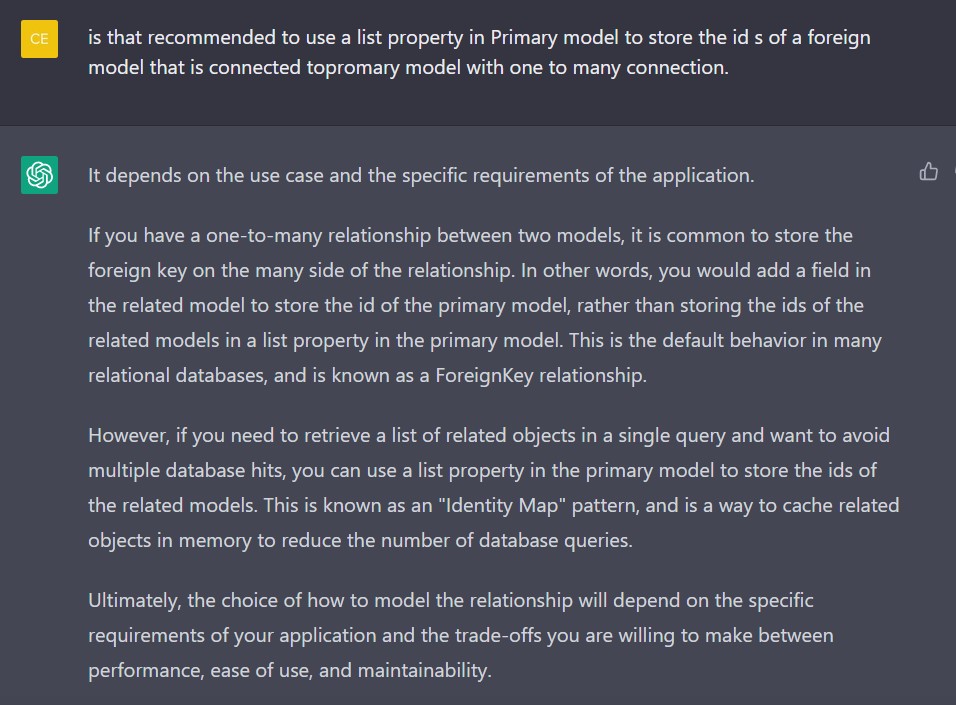 CE
is that recommended to use a list property in Primary model to store the id s of a foreign
model that is connected topromary model with one to many connection.
It depends on the use case and the specific requirements of the application.
If you have a one-to-many relationship between two models, it is common to store the
foreign key on the many side of the relationship. In other words, you would add a field in
the related model to store the id of the primary model, rather than storing the ids of the
related models in a list property in the primary model. This is the default behavior in many
relational databases, and is known as a ForeignKey relationship.
However, if you need to retrieve a list of related objects in a single query and want to avoid
multiple database hits, you can use a list property in the primary model to store the ids of
the related models. This is known as an "Identity Map" pattern, and is a way to cache related
objects in memory to reduce the number of database queries.
Ultimately, the choice of how to model the relationship will depend on the specific
requirements of your application and the trade-offs you are willing to make between
performance, ease of use, and maintainability.